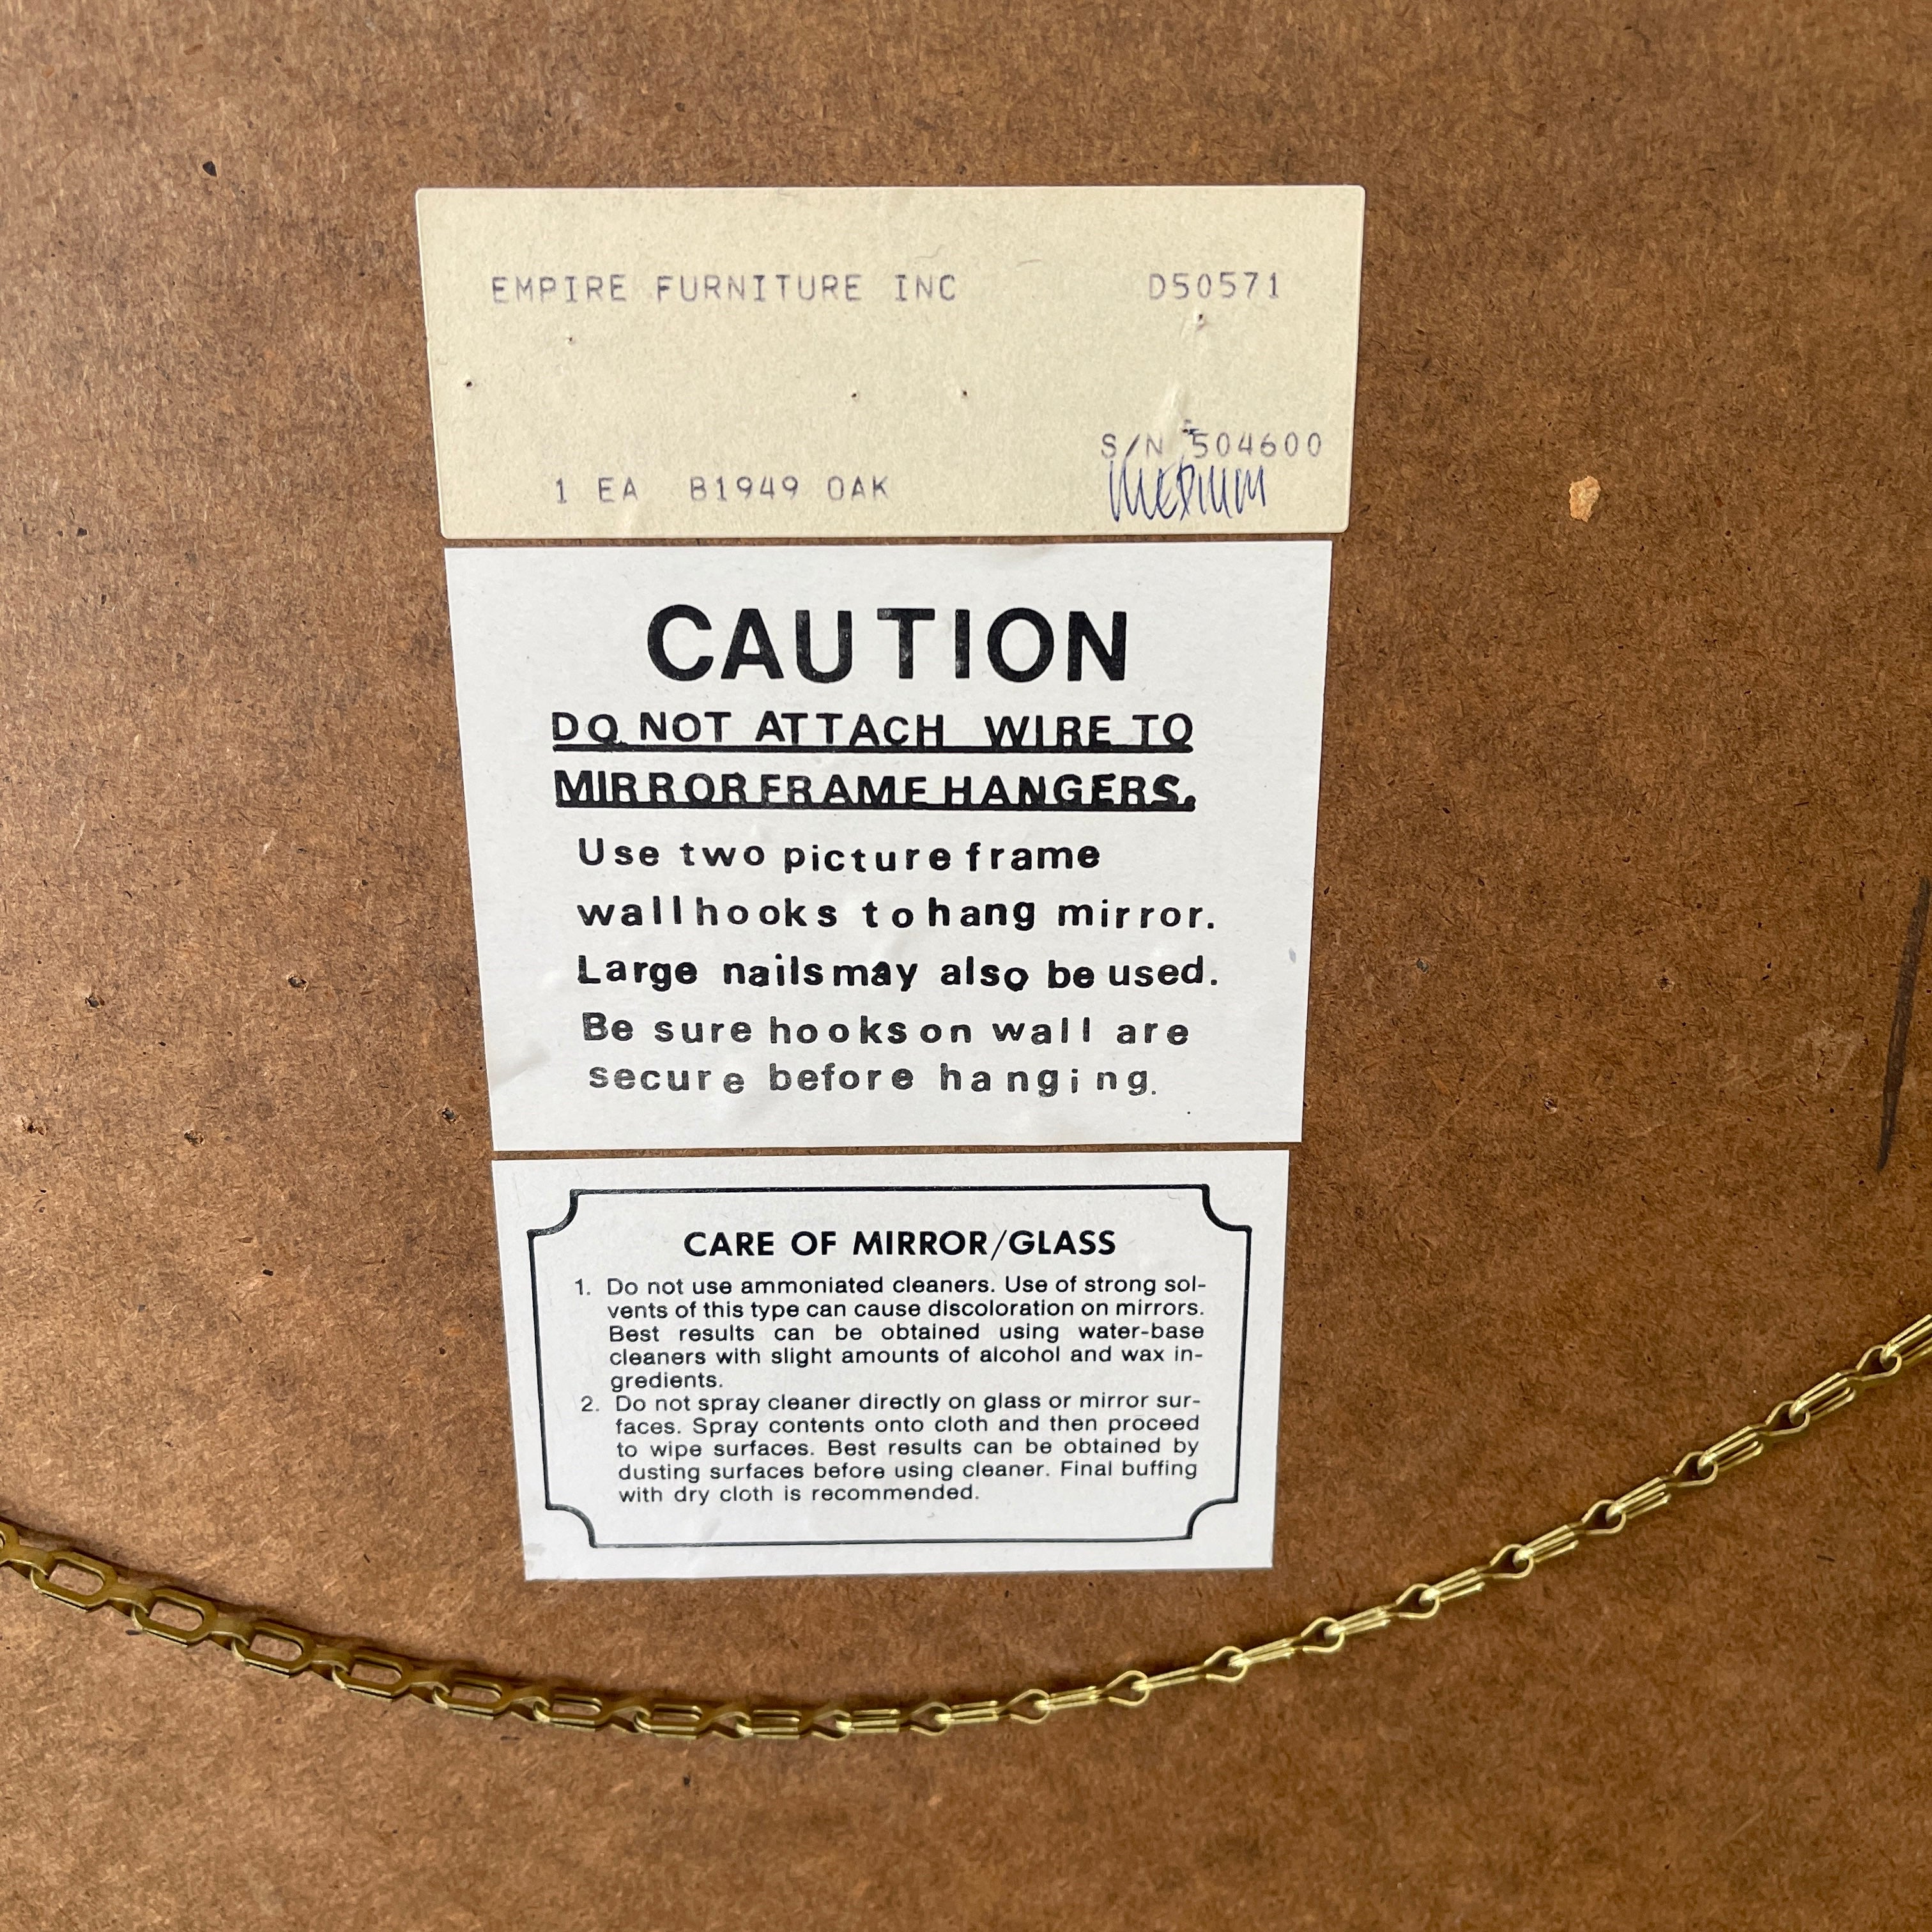 EMPIRE FURNITURE INC D50571
S/N 504600
1 EA B1949 OAK Medium
CAUTION
DO NOT ATTACH WIRE TO
MIRROR FRAME HANGERS.
Use two picture frame
wall hooks to hang mirror.
Large nails may also be used.
Be sure hooks on wall are
secure before hanging.
CARE OF MIRROR/GLASS
1. Do not use ammoniated cleaners. Use of strong sol-
vents of this type can cause discoloration on mirrors.
Best results can be obtained using water-base
cleaners with slight amounts of alcohol and wax in-
gredients.
2. Do not spray cleaner directly on glass or mirror sur-
faces. Spray contents onto cloth and then proceed
to wipe surfaces. Best results can be obtained by
dusting surfaces before using cleaner. Final buffing
with dry cloth is recommended.